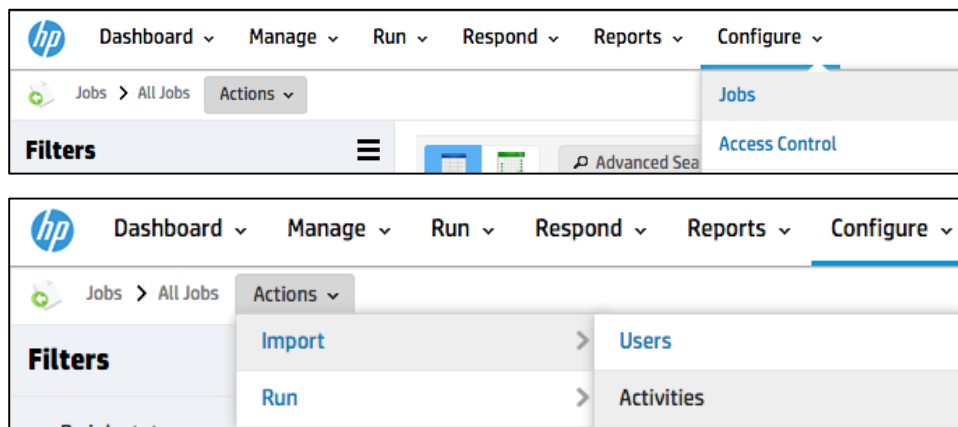 hp Dashboard Manage Run Respond Reports Configure
Jobs > All Jobs Actions
Jobs
Filters
Advanced Sea
Access Control
hp Dashboard Manage Run Respond Reports Configure
Jobs > All Jobs Actions
Import > Users
Filters
Run > Activities